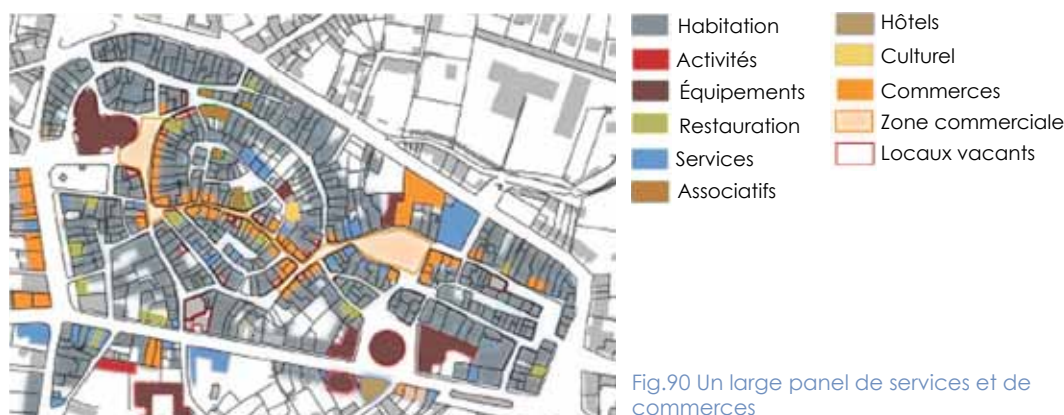 Habitation
Activités
Équipements
Restauration
Services
Associatifs
Hôtels
Culturel
Commerces
Zone commerciale
Locaux vacants
Fig.90 Un large panel de services et de
commerces